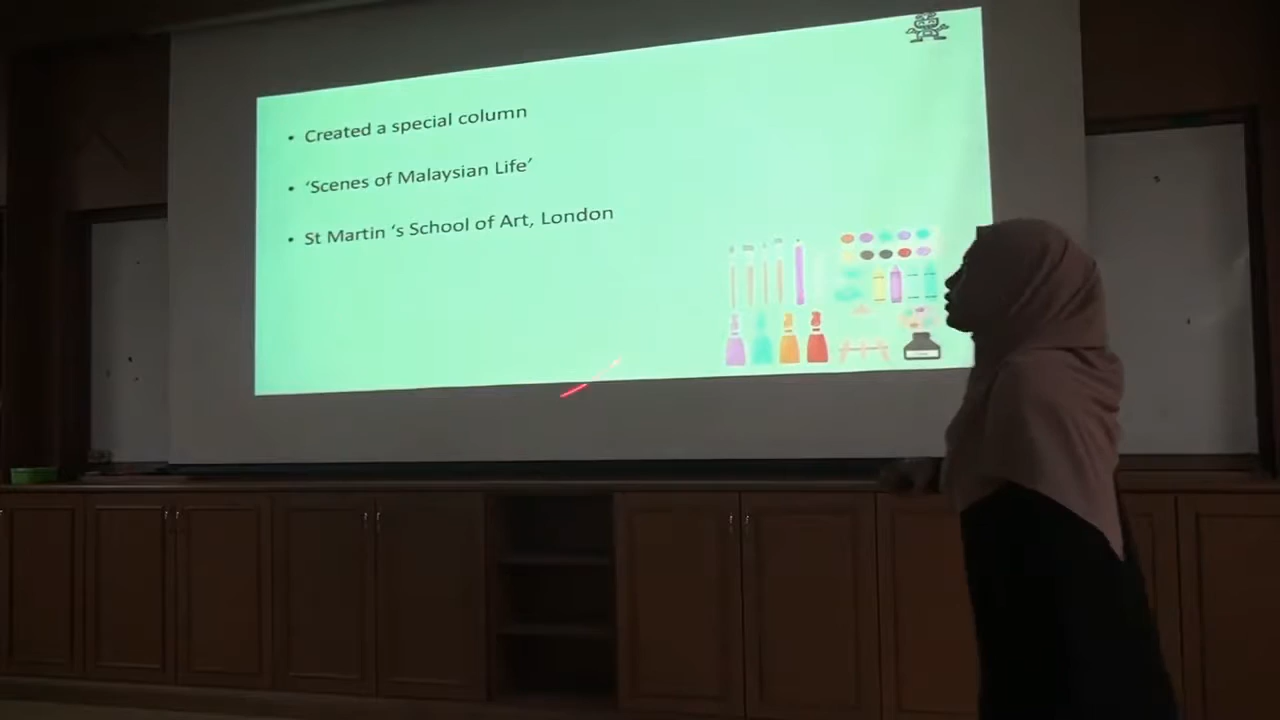 • Created a special column
• ‘Scenes of Malaysian Life’
• St Martin ‘s School of Art, London